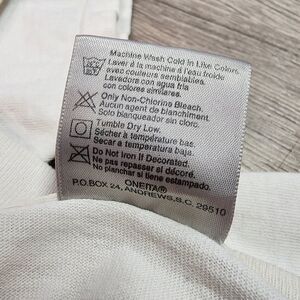 Machine Wash Cold In Like Colors.
Laver à la machine à l'eau froide
avec couleurs semblables.
Lavadora con agua fria
con colores similares.
Only Non-Chlorine Bleach.
Aucun agent de blanchiment.
Solo blanqueador sin cloro.
Tumble Dry Low.
Sécher à température bas.
Secar a temperatura baja.
Do Not Iron If Decorated.
Ne pas repasser si décoré.
No planchar si tiene estampado.
ONEITA®
P.O.BOX 24, ANDREWS,S.C. 29510